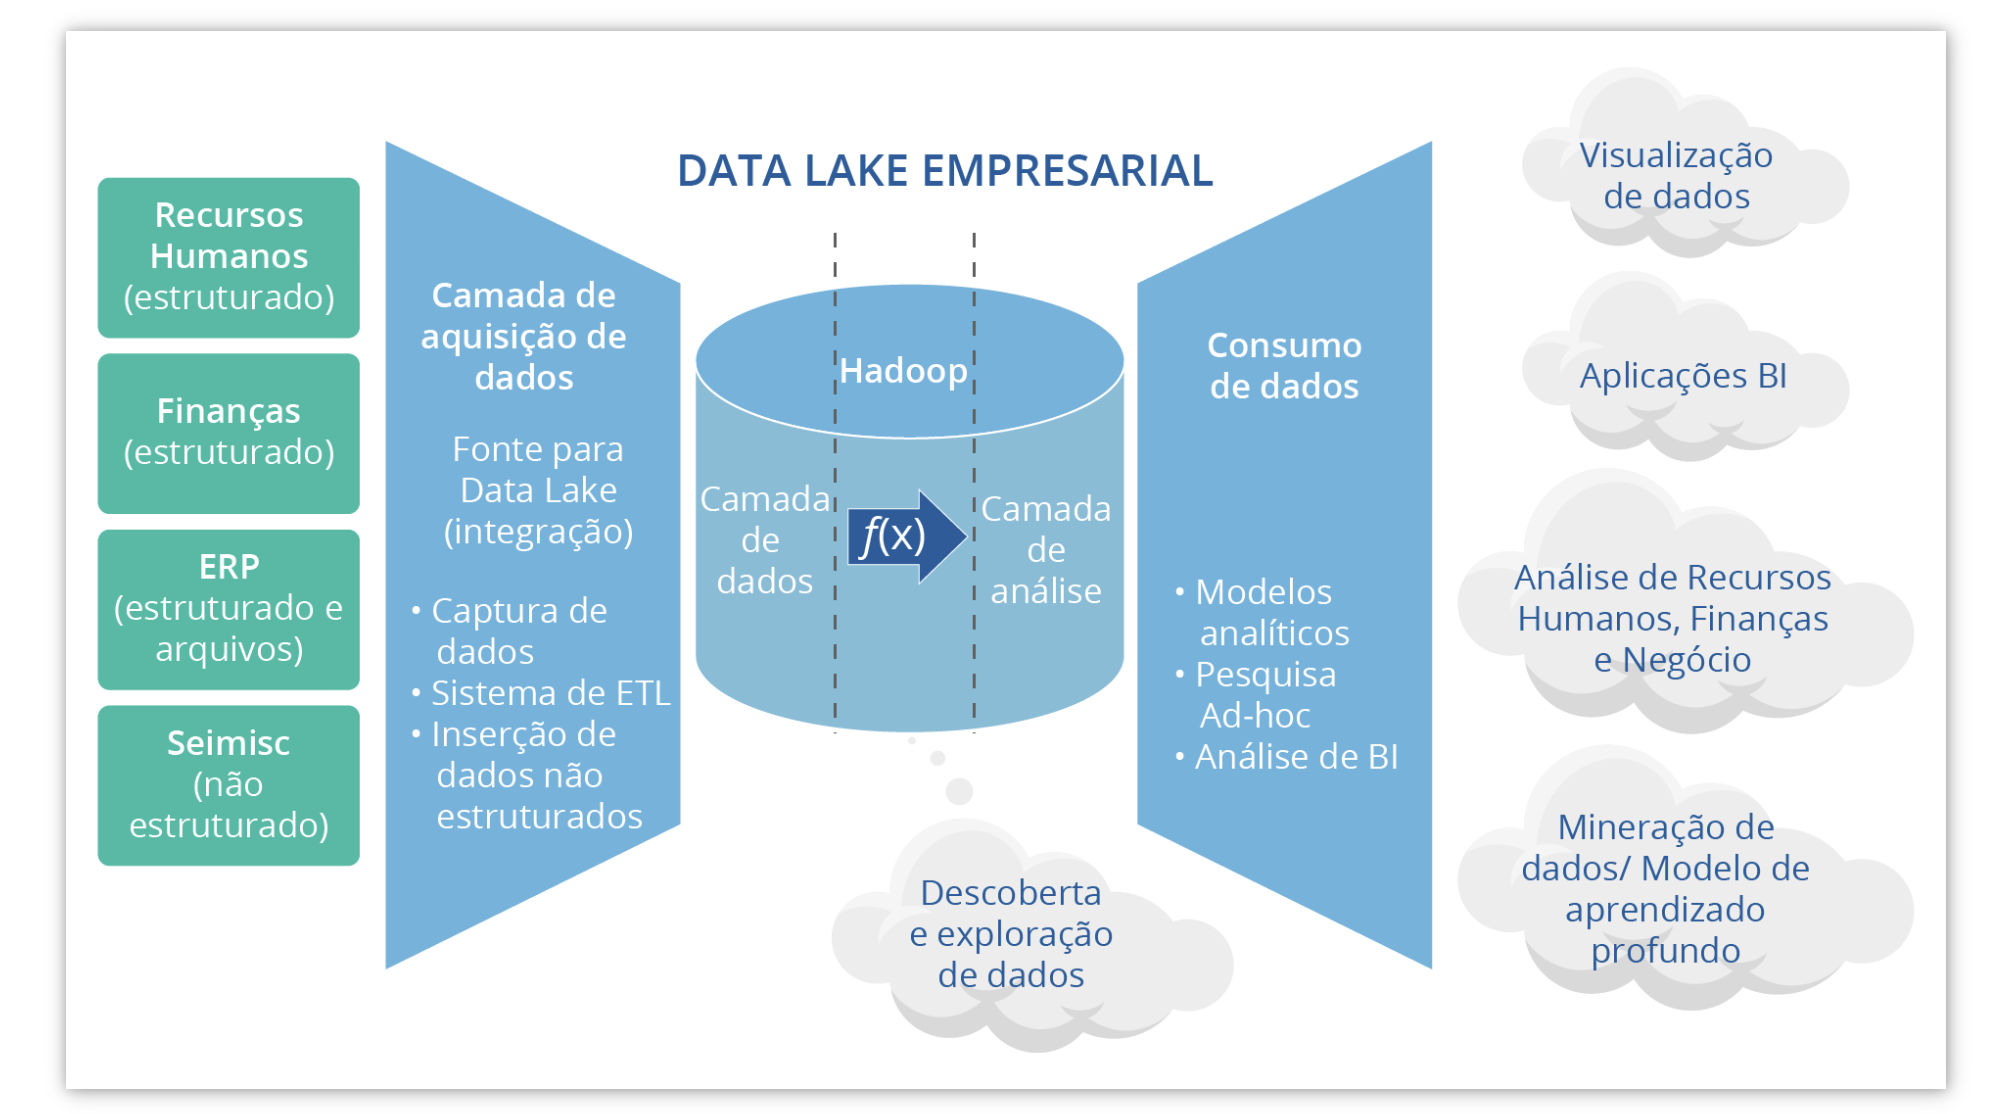 DATA LAKE EMPRESARIAL
Recursos
Humanos
(estruturado)
Finanças
(estruturado)
ERP
(estruturado e
arquivos)
Seimisc
(não
estruturado)
Camada de
aquisição de
dados
Fonte para
Data Lake
(integração)
• Captura de
dados
• Sistema de ETL
• Inserção de
dados não
estruturados
Hadoop
Camada
de
dados
f(x)
Camada
de
análise
Descoberta
e exploração
de dados
Consumo
de dados
• Modelos
analíticos
• Pesquisa
Ad-hoc
• Análise de BI
Visualização
de dados
Aplicações BI
Análise de Recursos
Humanos, Finanças
e Negócio
Mineração de
dados/ Modelo de
aprendizado
profundo